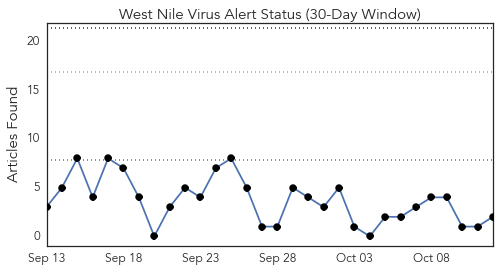 West Nile Virus Alert Status (30-Day Window)
Articles Found
20
15
10
5
0
Sep 13 Sep 18 Sep 23 Sep 28 Oct 03 Oct 08